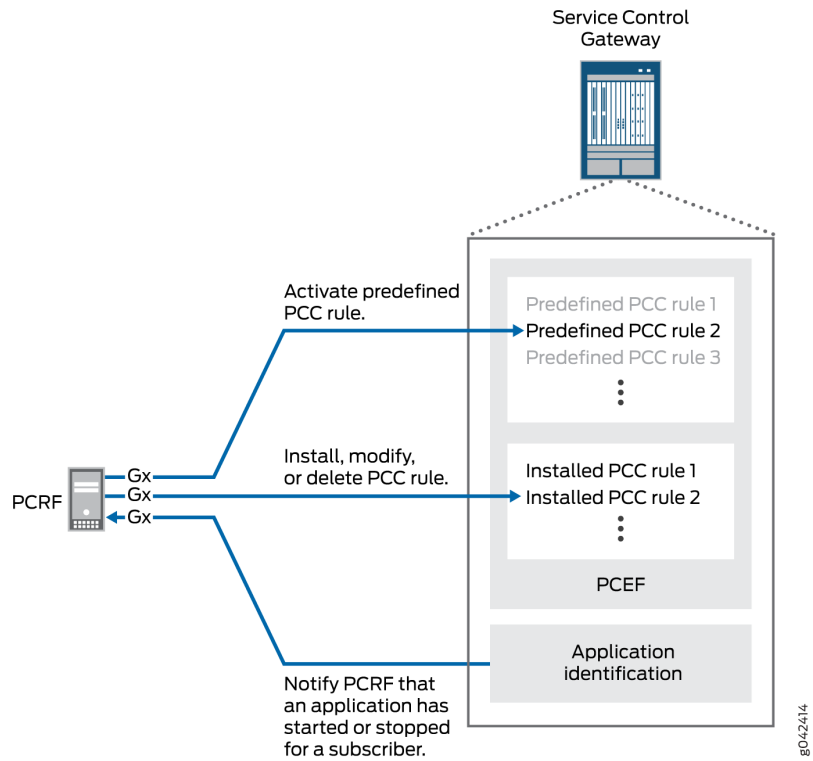 Service Control
Gateway
Activate predefined
PCC rule.
Predefined PCC rule 1
Predefined PCC rule 2
Predefined PCC rule 3
Install, modify,
or delete PCC rule.
Installed PCC rule 1
Installed PCC rule 2
PCRF
Gx
Gx
Gx
PCEF
Application
identification
Notify PCRF that
an application has
started or stopped
for a subscriber.
g042414